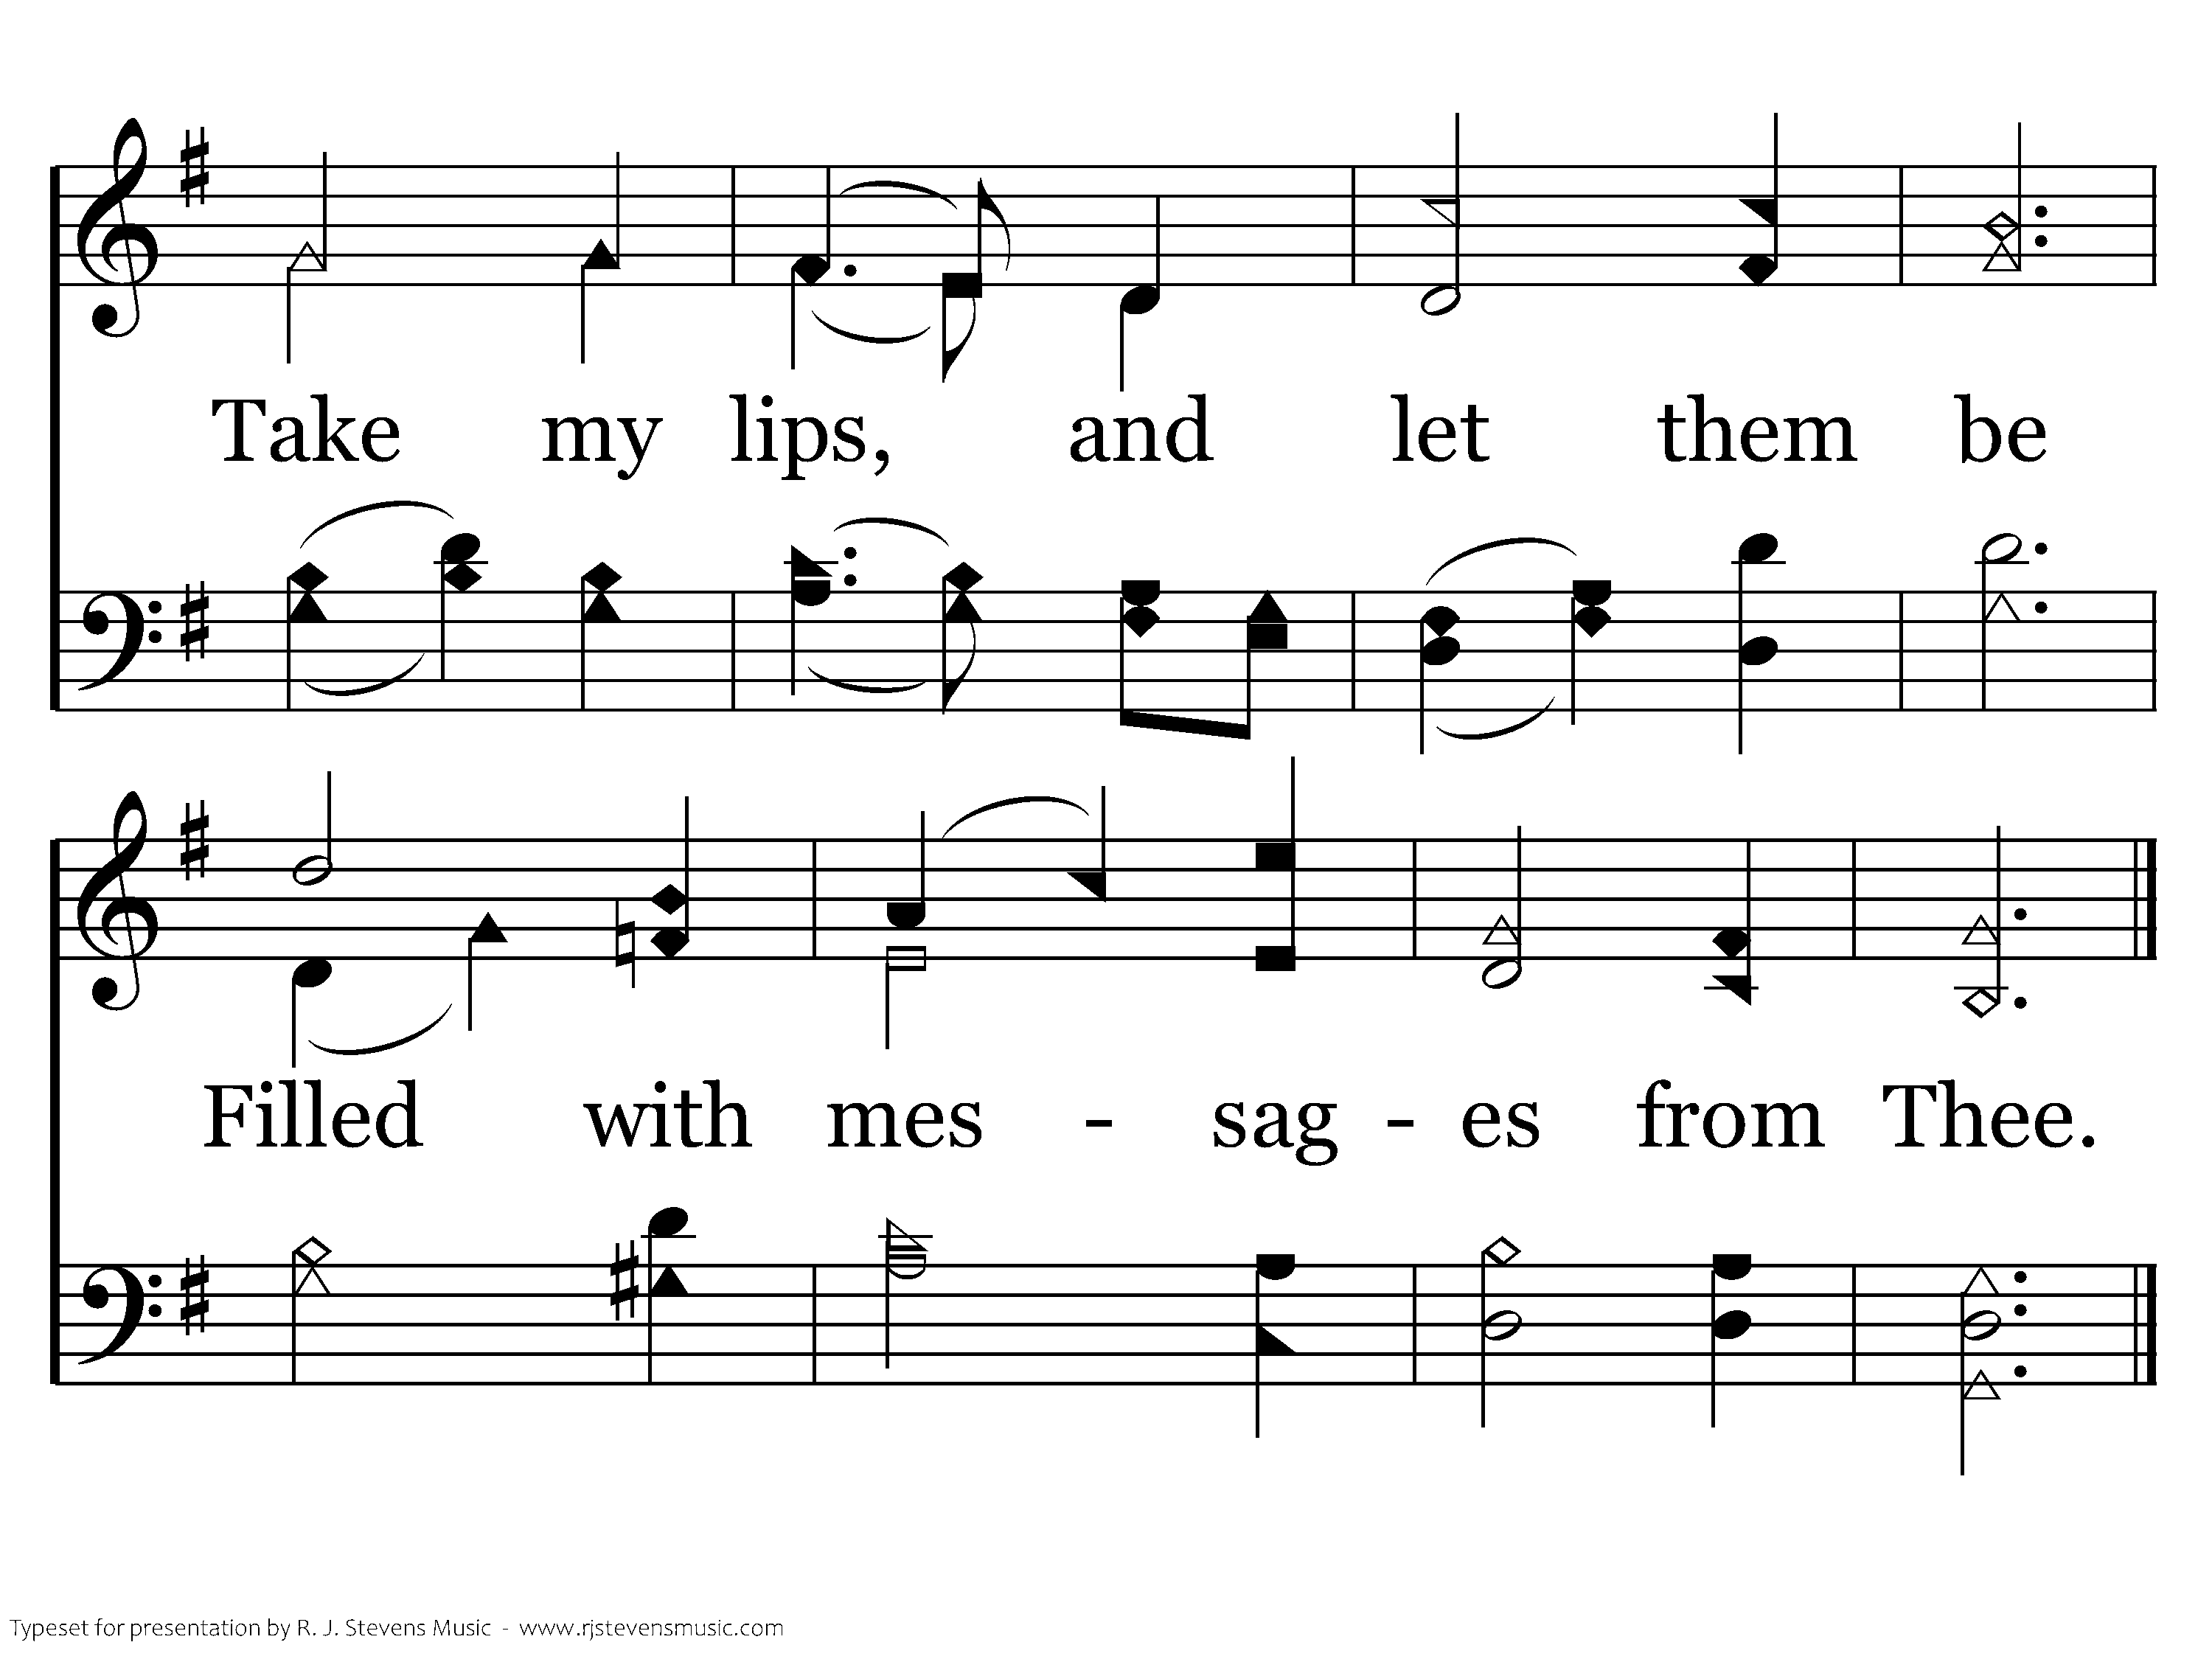 Take my lips, and let them be
Filled with mes - sag - es from Thee.
Typeset for presentation by R. J. Stevens Music - www.rjstevensmusic.com